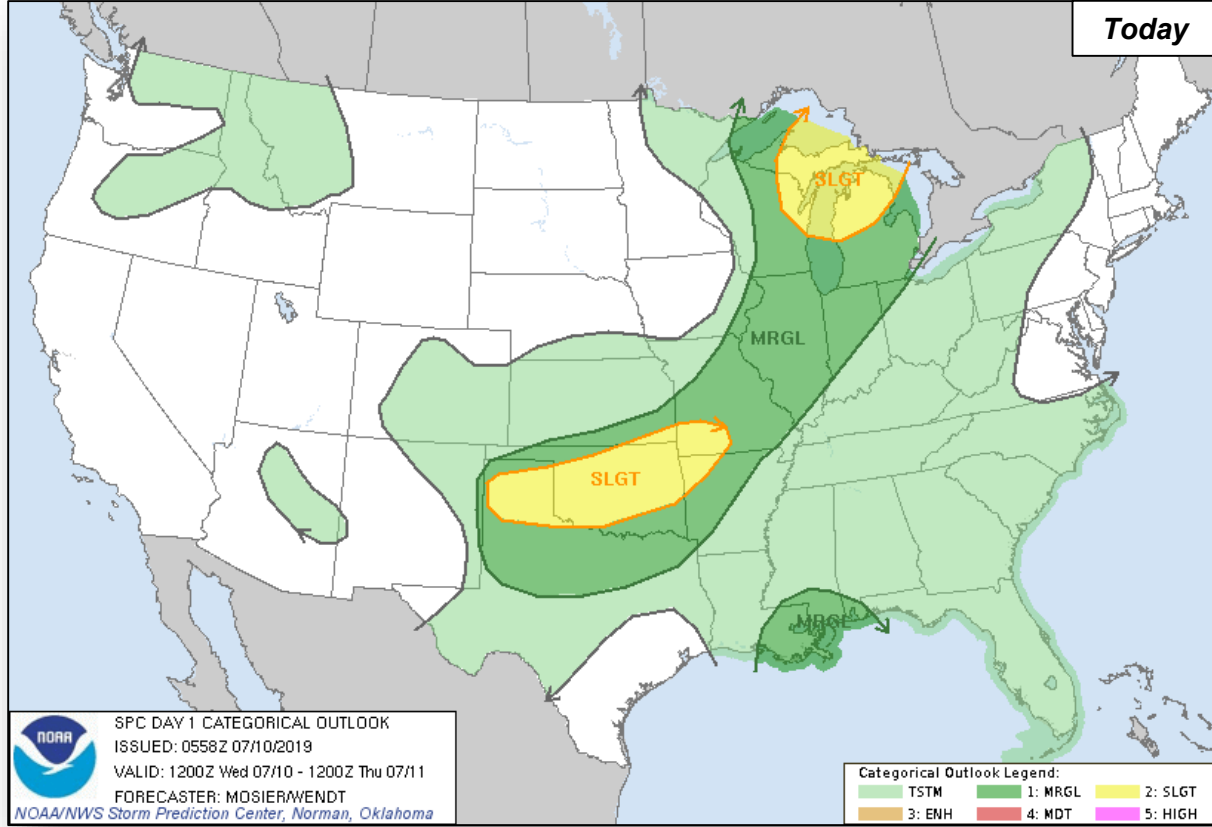 Today
SLGT
MRGL
SLGT
MRGL
NOAA
SPC DAY 1 CATEGORICAL OUTLOOK
ISSUED: 0558Z 07/10/2019
VALID: 1200Z Wed 07/10 - 1200Z Thu 07/11
FORECASTER: MOSIER/WENDT
NOAA/NWS Storm Prediction Center, Norman, Oklahoma
Categorical Outlook Legend:
TSTM 1: MRGL 2: SLGT
3: ENH 4: MDT 5: HIGH